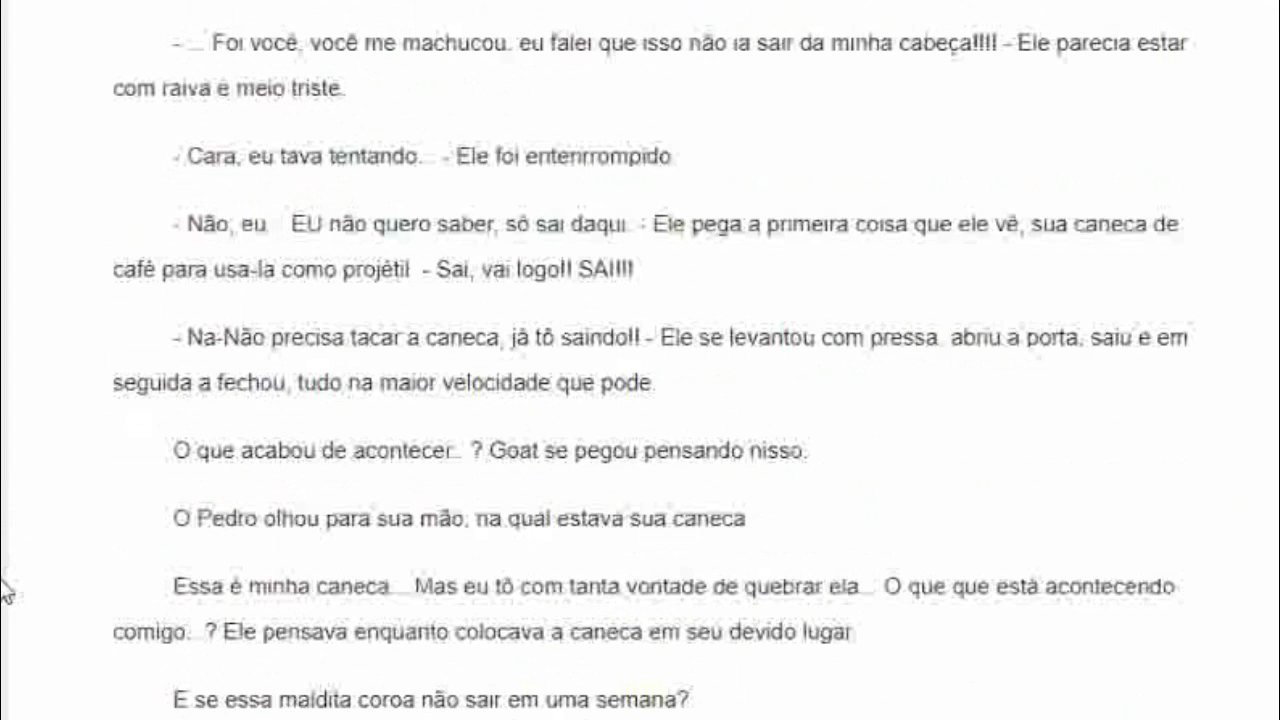 - ... Foi você, você me machucou, eu falei que isso não ia sair da minha cabeça!!!! - Ele parecia estar
com raiva e meio triste.
- Cara, eu tava tentando... - Ele foi entenrrompido.
- Não, eu... EU não quero saber, só sai daqui. - Ele pega a primeira coisa que ele vê, sua caneca de
café para usa-la como projétil. - Sai, vai logo!! SAI!!!
- Na-Não precisa tacar a caneca, já tô saindo!! - Ele se levantou com pressa, abriu a porta, saiu e em
seguida a fechou, tudo na maior velocidade que pode.
O que acabou de acontecer...? Goat se pegou pensando nisso.
O Pedro olhou para sua mão, na qual estava sua caneca.
Essa é minha caneca... Mas eu tô com tanta vontade de quebrar ela... O que que está acontecendo
comigo...? Ele pensava enquanto colocava a caneca em seu devido lugar.
E se essa maldita coroa não sair em uma semana?